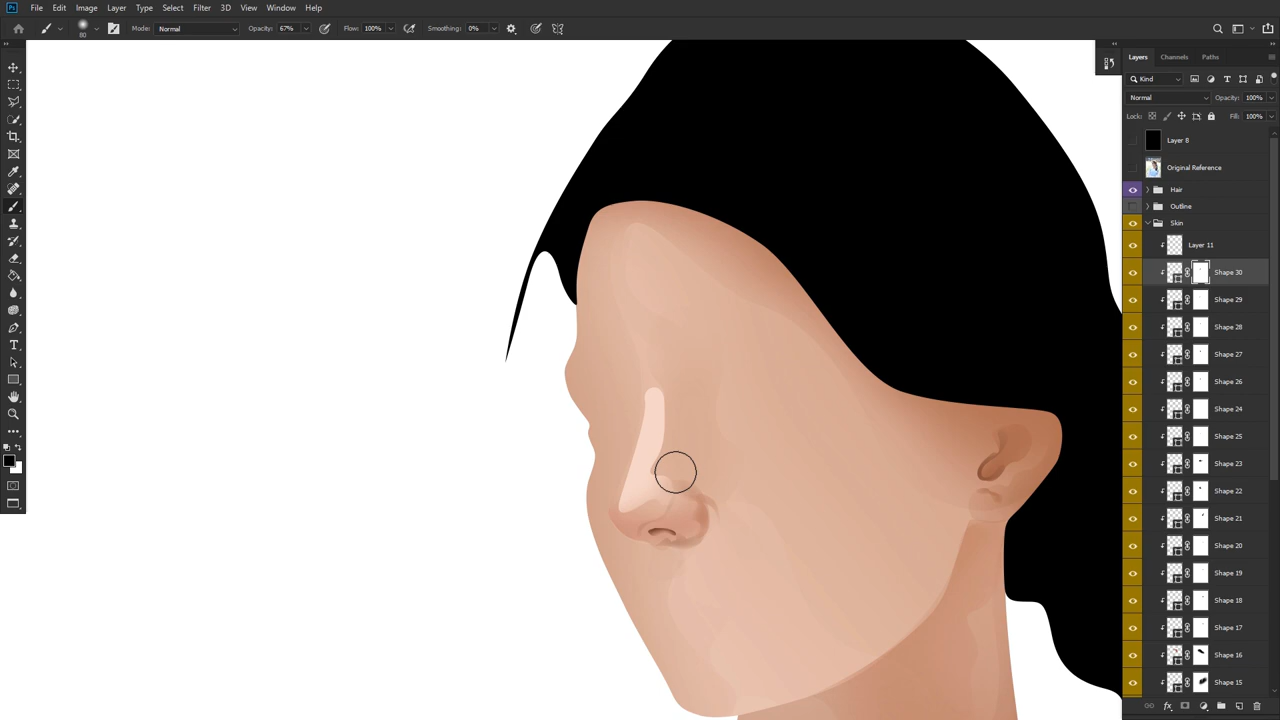 Ps File Edit Image Layer Type Select Filter 3D View Window Help
80 Mode: Normal Opacity: 67% Flow: 100% Smoothing: 0%
Layers Channels Paths
Kind
Normal Opacity: 100%
Lock: Fill: 100%
Layer 8
Original Reference
Hair
Outline
Skin
Layer 11
Shape 30
Shape 29
Shape 28
Shape 27
Shape 26
Shape 24
Shape 25
Shape 23
Shape 22
Shape 21
Shape 20
Shape 19
Shape 18
Shape 17
Shape 16
Shape 15